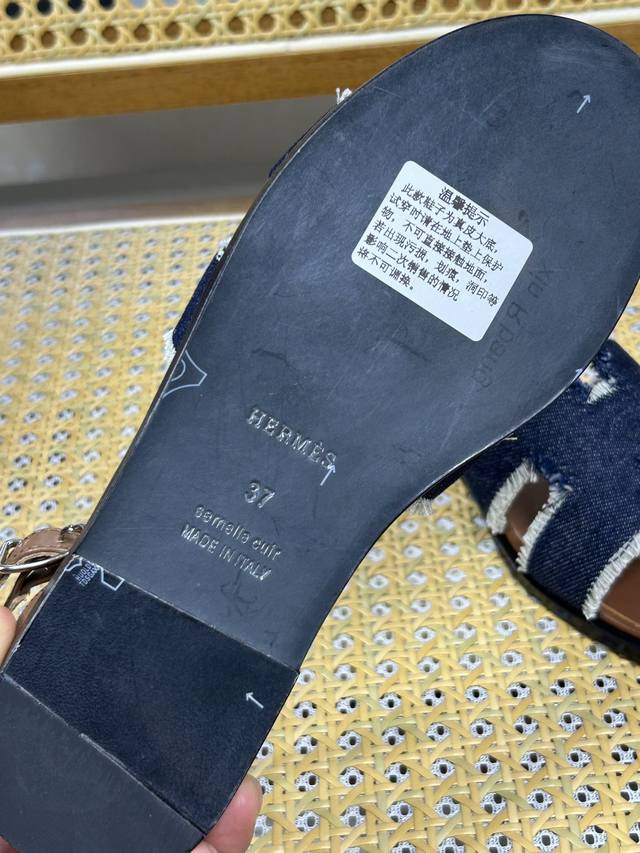 温馨提示
此款鞋子为真皮大底,
试穿时请在地上垫上保护
物,不可直接接触地面,
若出现污损,划痕,洞印等
影响二次销售的情况
将不可调换.
HERMÈS
37
semelle cuir
MADE IN ITALY